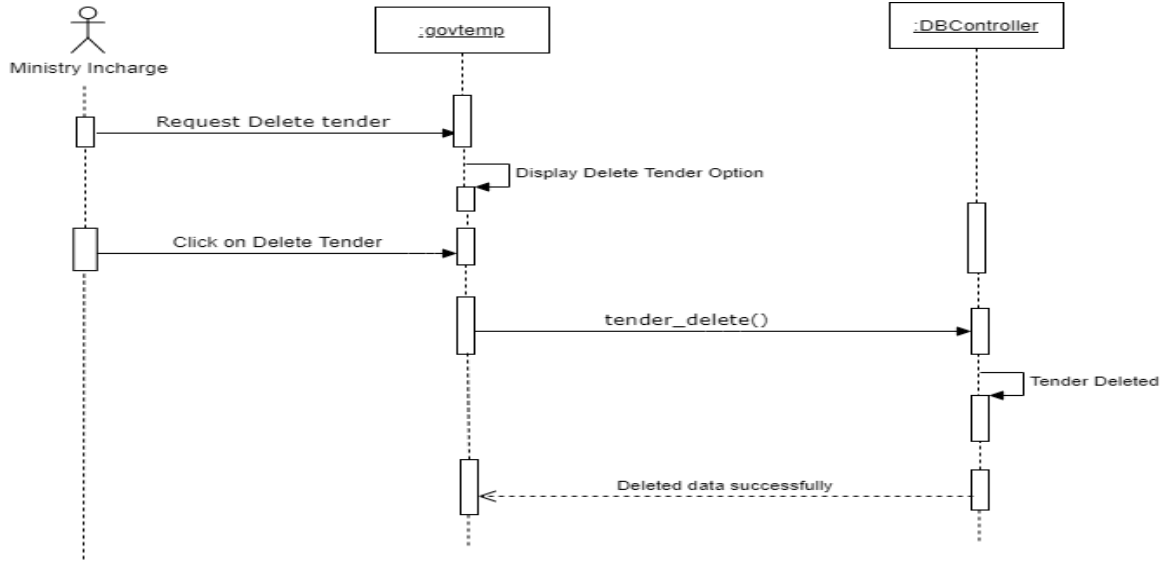 :govtemp
:DBController
Ministry Incharge
Request Delete tender
Display Delete Tender Option
Click on Delete Tender
tender_delete()
Tender Deleted
Deleted data successfully